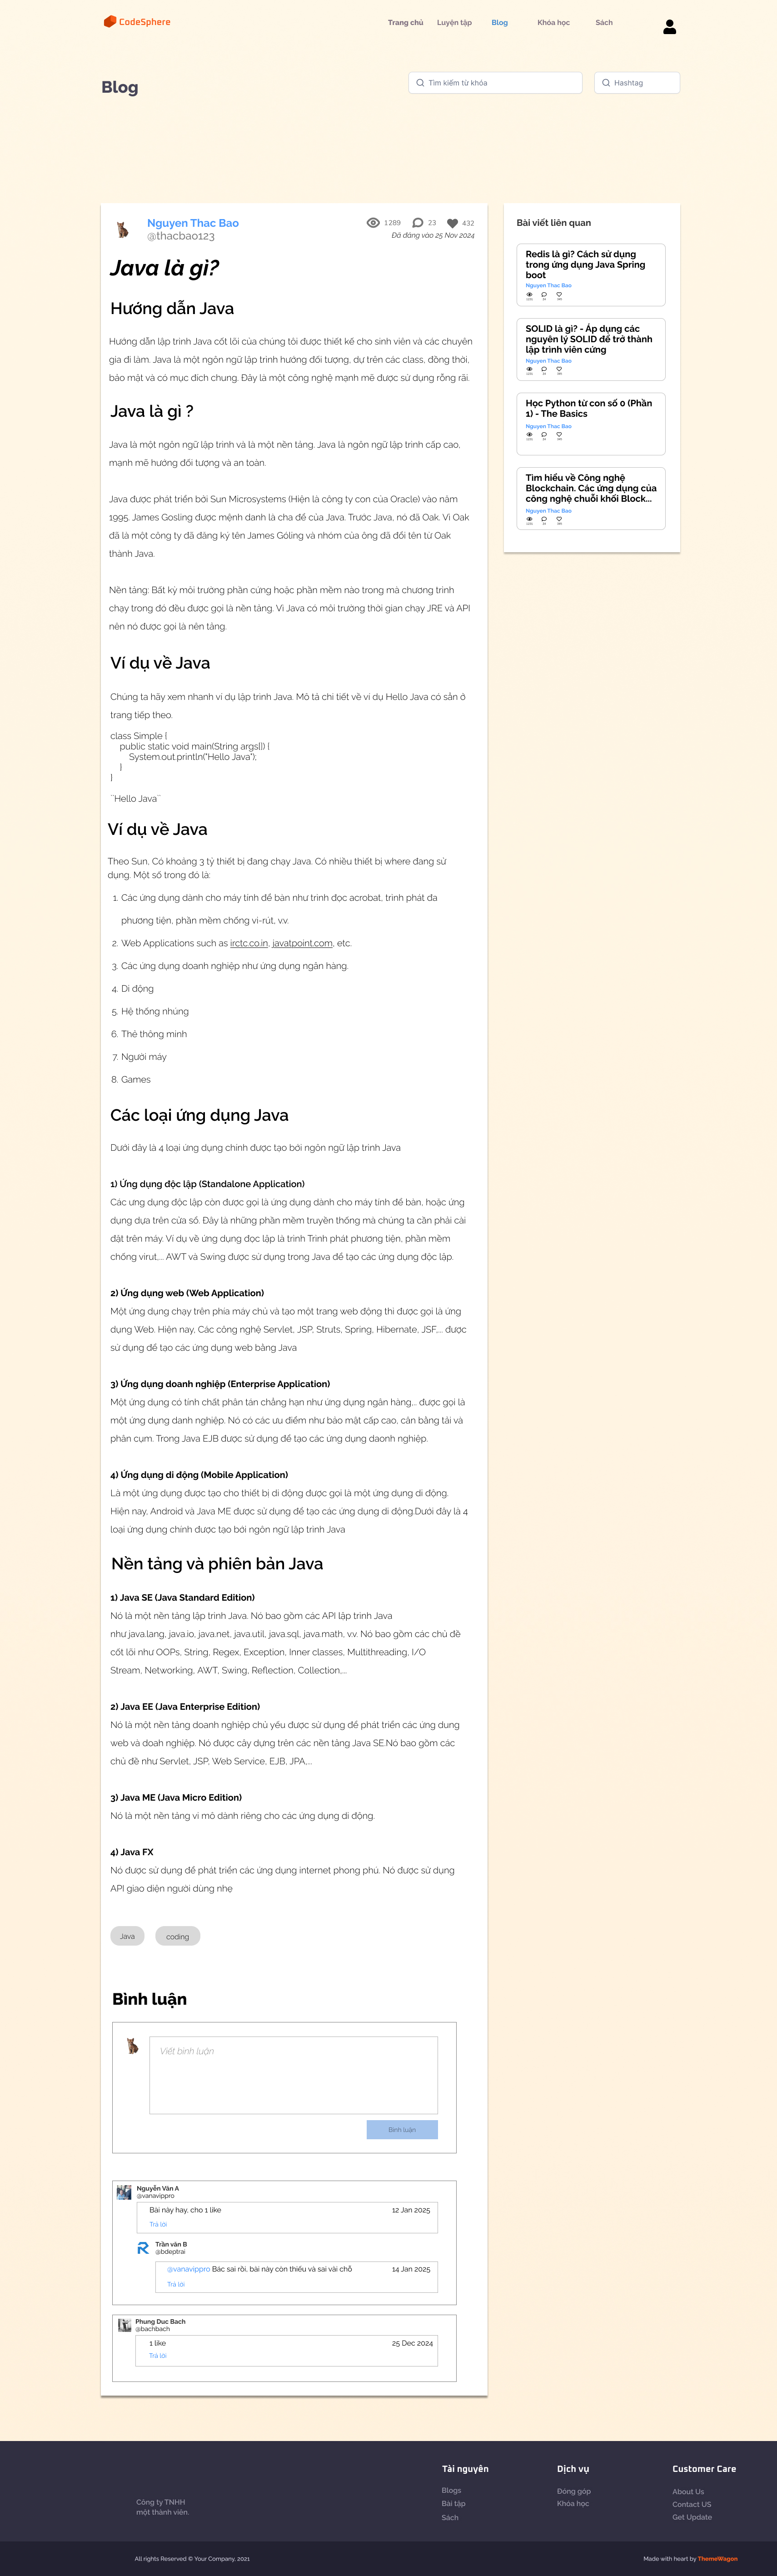 CodeSphere
Trang chủ
Luyện tập
Blog
Khóa học
Sách
Blog
Tìm kiếm từ khóa
Hashtag
Nguyen Thac Bao
@thacbao123
1289
23
432
Đã đăng vào 25 Nov 2024
Java là gì?
Hướng dẫn Java
Hướng dẫn lập trình Java cốt lõi của chúng tôi được thiết kế cho sinh viên và các chuyên
gia đi làm. Java là một ngôn ngữ lập trình hướng đối tượng, dự trên các class, đồng thời,
bảo mật và có mục đích chung. Đây là một công nghệ mạnh mẽ được sử dụng rỗng rãi.
Java là gì ?
Java là một ngôn ngữ lập trình và là một nền tảng. Java là ngôn ngữ lập trình cấp cao,
mạnh mẽ hướng đối tượng và an toàn.
Java được phát triển bởi Sun Microsystems (Hiện là công ty con của Oracle) vào năm
1995. James Gosling được mệnh danh là cha đẻ của Java. Trước Java, nó đã Oak. Vì Oak
đã là một công ty đã đăng ký tên James Góling và nhóm của ông đã đổi tên từ Oak
thành Java.
Nền tảng: Bất kỳ môi trường phần cứng hoặc phần mềm nào trong mà chương trình
chạy trong đó đều được gọi là nền tảng. Vì Java có môi trường thời gian chạy JRE và API
nên nó được gọi là nên tảng.
Ví dụ về Java
Chúng ta hãy xem nhanh ví dụ lập trình Java. Mô tả chi tiết về ví dụ Hello Java có sẵn ở
trang tiếp theo.
class Simple {
public static void main(String args[]) {
System.out.println("Hello Java");
}
}
``Hello Java``
Ví dụ về Java
Theo Sun, Có khoảng 3 tỷ thiết bị đang chạy Java. Có nhiều thiết bị where đang sử
dụng. Một số trong đó là:
1. Các ứng dụng dành cho máy tính để bàn như trình đọc acrobat, trình phát đa
phương tiện, phần mềm chống vi-rút, v.v.
2. Web Applications such as irctc.co.in, javatpoint.com, etc.
3. Các ứng dụng doanh nghiệp như ứng dụng ngân hàng.
4. Di động
5. Hệ thống nhúng
6. Thẻ thông minh
7. Người máy
8. Games
Các loại ứng dụng Java
Dưới đây là 4 loại ứng dụng chính được tạo bởi ngôn ngữ lập trình Java
1) Ứng dụng độc lập (Standalone Application)
Các ưng dụng độc lập còn được gọi là ứng dụng dành cho máy tính để bàn, hoặc ứng
dụng dựa trên cửa sổ. Đây là những phần mềm truyền thống mà chúng ta cần phải cài
đặt trên máy. Ví dụ về ứng dụng đọc lập là trình Trình phát phương tiện, phần mềm
chống virut,... AWT và Swing được sử dụng trong Java để tạo các ứng dụng độc lập.
2) Ứng dụng web (Web Application)
Một ứng dụng chạy trên phía máy chủ và tạo một trang web động thì được gọi là ứng
dụng Web. Hiện nay, Các công nghệ Servlet, JSP, Struts, Spring, Hibernate, JSF,... được
sử dụng để tạo các ứng dụng web bằng Java
3) Ứng dụng doanh nghiệp (Enterprise Application)
Một ứng dụng có tính chất phân tán chẳng hạn như ứng dụng ngân hàng,.. được gọi là
một ứng dụng danh nghiệp. Nó có các ưu điểm như bảo mật cấp cao, cân bằng tải và
phân cụm. Trong Java EJB được sử dụng để tạo các ứng dụng daonh nghiệp.
4) Ứng dụng di động (Mobile Application)
Là một ứng dụng được tạo cho thiết bị di động được gọi là một ứng dụng di động.
Hiện nay, Android và Java ME được sử dụng để tạo các ứng dụng di động.Dưới đây là 4
loại ứng dụng chính được tạo bởi ngôn ngữ lập trình Java
Nền tảng và phiên bản Java
1) Java SE (Java Standard Edition)
Nó là một nền tảng lập trình Java. Nó bao gồm các API lập trình Java
như java.lang, java.io, java.net, java.util, java.sql, java.math, v.v. Nó bao gồm các chủ đề
cốt lõi như OOPs, String, Regex, Exception, Inner classes, Multithreading, I/O
Stream, Networking, AWT, Swing, Reflection, Collection,...
2) Java EE (Java Enterprise Edition)
Nó là một nền tảng doanh nghiệp chủ yếu được sử dụng để phát triển các ứng dung
web và doah nghiệp. Nó được cây dựng trên các nền tảng Java SE.Nó bao gồm các
chủ đề như Servlet, JSP, Web Service, EJB, JPA,...
3) Java ME (Java Micro Edition)
Nó là một nền tảng vi mô dành riêng cho các ứng dụng di động.
4) Java FX
Nó được sử dụng để phát triển các ứng dụng internet phong phú. Nó được sử dụng
API giao diện người dùng nhẹ
Java
coding
Bình luận
Viết bình luận
Bình luận
Nguyễn Văn A
@vanavippro
Bài này hay, cho 1 like
12 Jan 2025
Trả lời
Trần văn B
@bdeptrai
@vanavippro Bác sai rồi, bài này còn thiếu và sai vài chỗ
14 Jan 2025
Trả lời
Phung Duc Bach
@bachbach
1 like
25 Dec 2024
Trả lời
Bài viết liên quan
Redis là gì? Cách sử dụng
trong ứng dụng Java Spring
boot
Nguyen Thac Bao
SOLID là gì? - Áp dụng các
nguyên lý SOLID để trở thành
lập trình viên cứng
Nguyen Thac Bao
Học Python từ con số 0 (Phần
1) - The Basics
Nguyen Thac Bao
Tìm hiểu về Công nghệ
Blockchain. Các ứng dụng của
công nghệ chuỗi khối Block...
Nguyen Thac Bao
Công ty TNHH
một thành viên.
Tài nguyên
Blogs
Bài tập
Sách
Dịch vụ
Đóng góp
Khóa học
Customer Care
About Us
Contact US
Get Update
All rights Reserved © Your Company, 2021
Made with heart by ThemeWagon